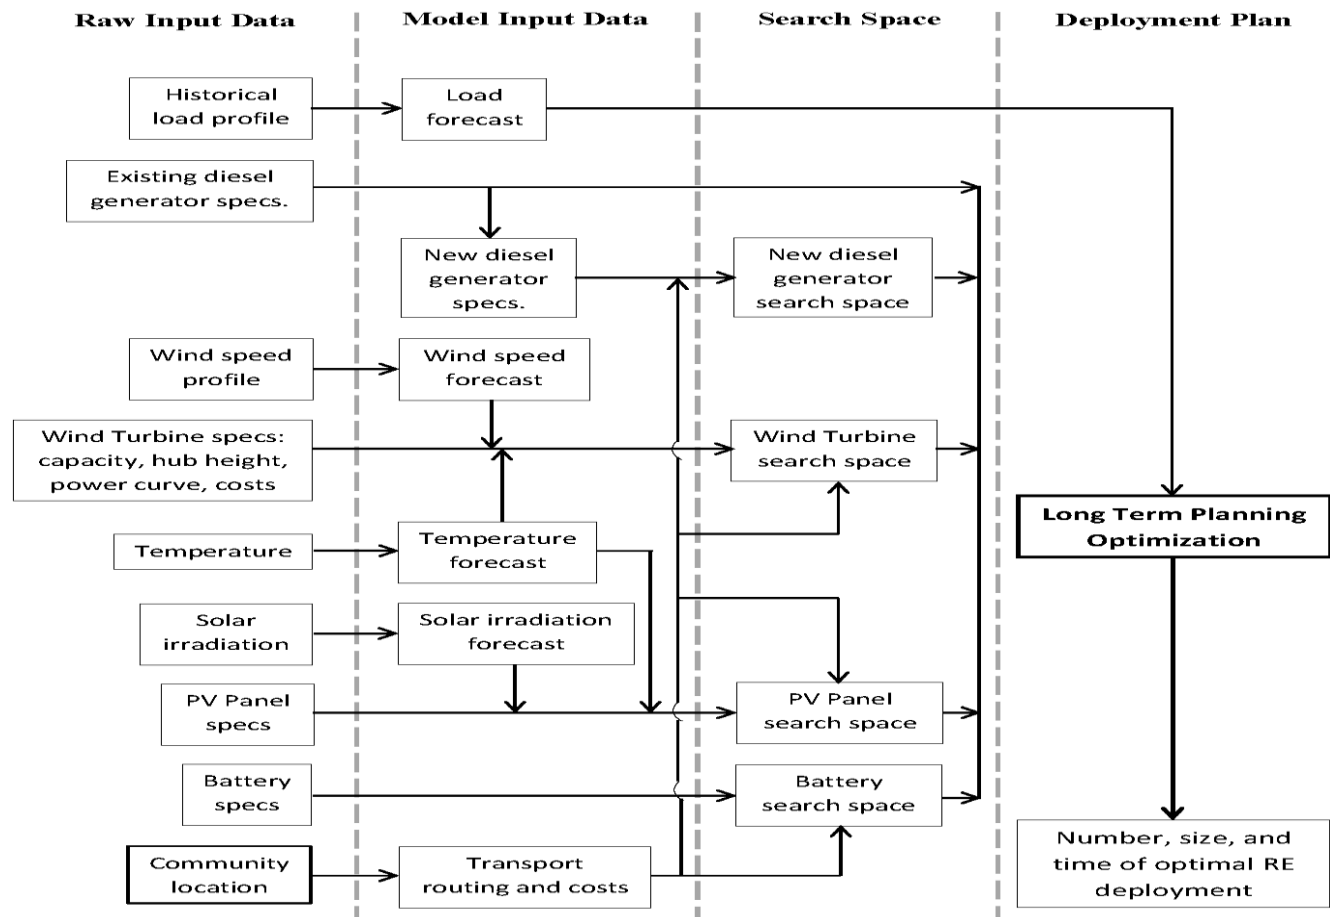 Raw Input Data
Model Input Data
Search Space
Deployment Plan
Historical
load profile
Load
forecast
Existing diesel
generator specs.
New diesel
generator
specs.
New diesel
generator
search space
Wind speed
profile
Wind speed
forecast
Wind Turbine specs:
capacity, hub height,
power curve, costs
Wind Turbine
search space
Long Term Planning
Optimization
Temperature
Temperature
forecast
Solar
irradiation
Solar irradiation
forecast
PV Panel
specs
PV Panel
search space
Battery
specs
Battery
search space
Community
location
Transport
routing and costs
Number, size, and
time of optimal RE
deployment